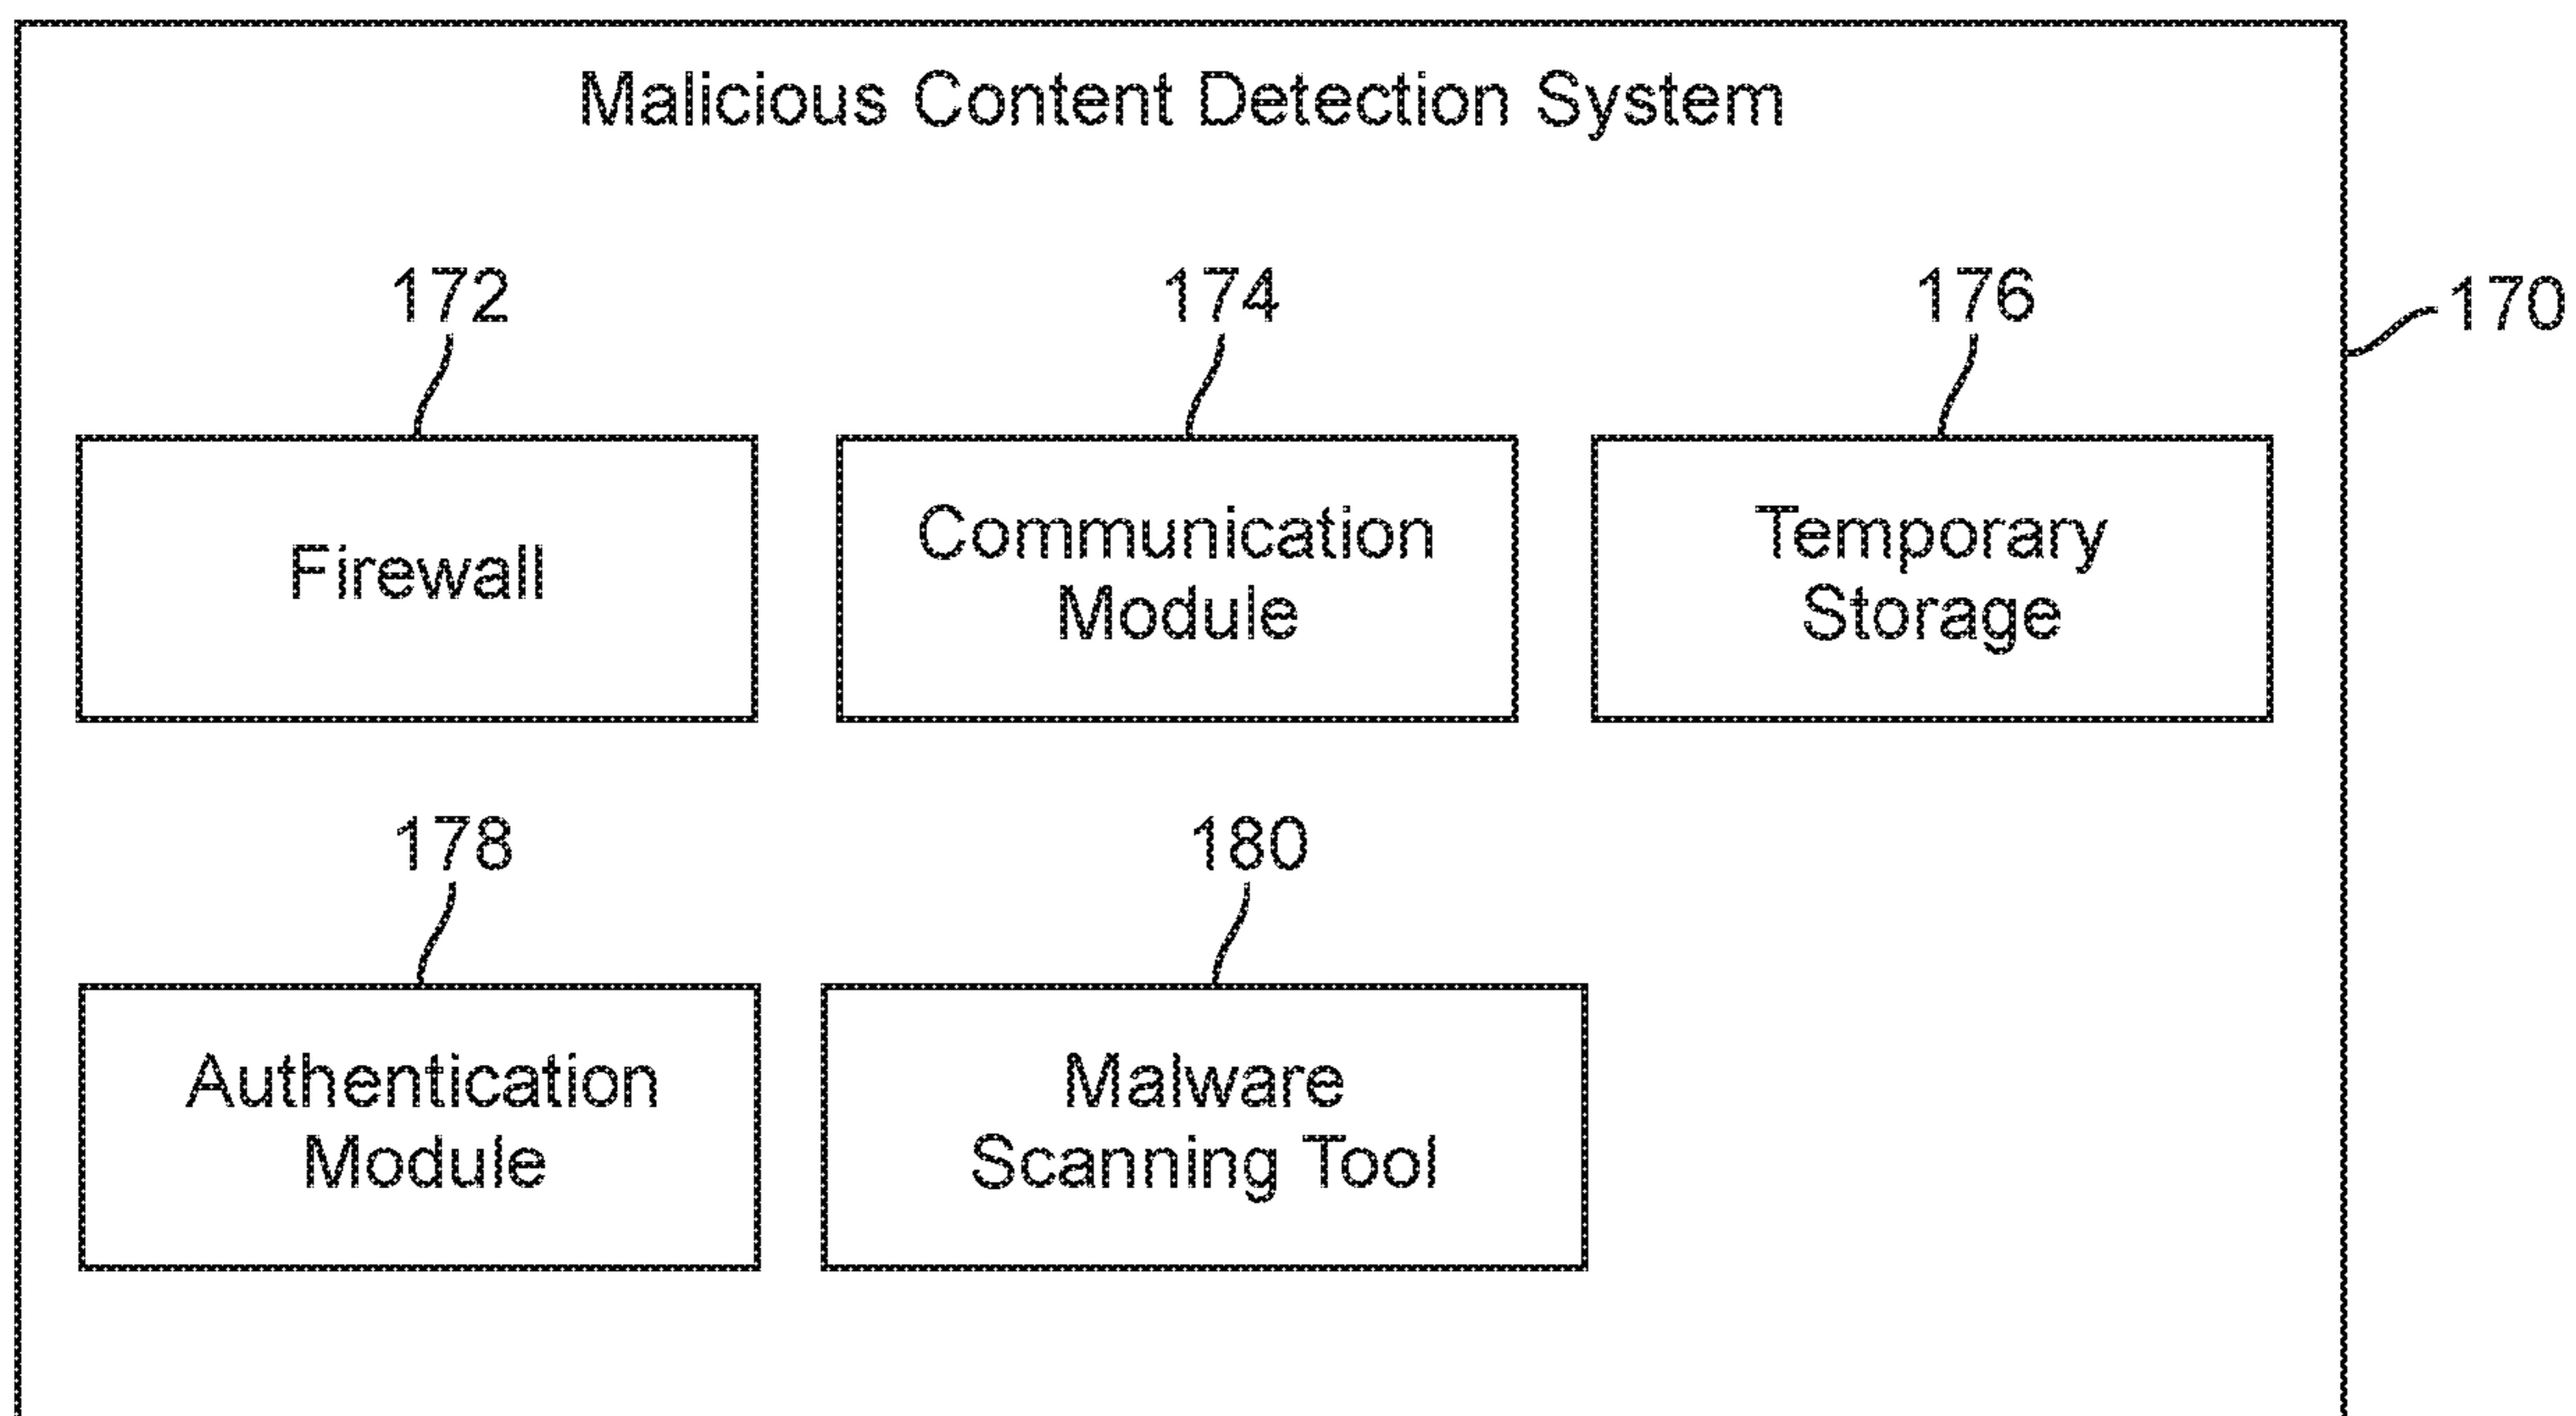 Malicious Content Detection System
172
174
176
170
Firewall
Communication
Module
Temporary
Storage
178
180
Authentication
Module
Malware
Scanning Tool